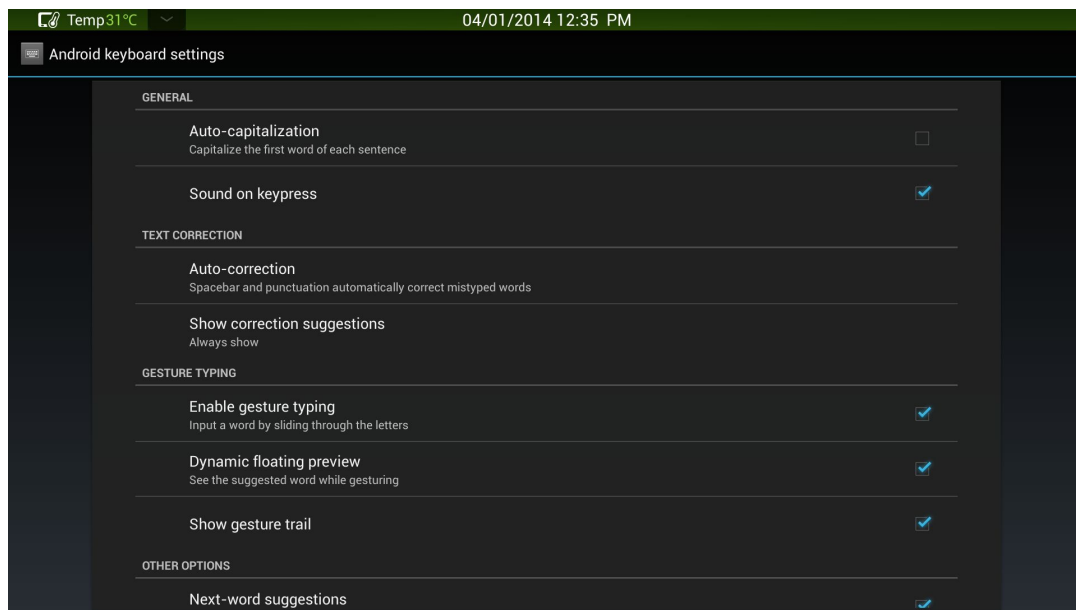 Temp31°C
04/01/2014 12:35 PM
Android keyboard settings
GENERAL
Auto-capitalization
Capitalize the first word of each sentence
Sound on keypress
TEXT CORRECTION
Auto-correction
Spacebar and punctuation automatically correct mistyped words
Show correction suggestions
Always show
GESTURE TYPING
Enable gesture typing
Input a word by sliding through the letters
Dynamic floating preview
See the suggested word while gesturing
Show gesture trail
OTHER OPTIONS
Next-word suggestions